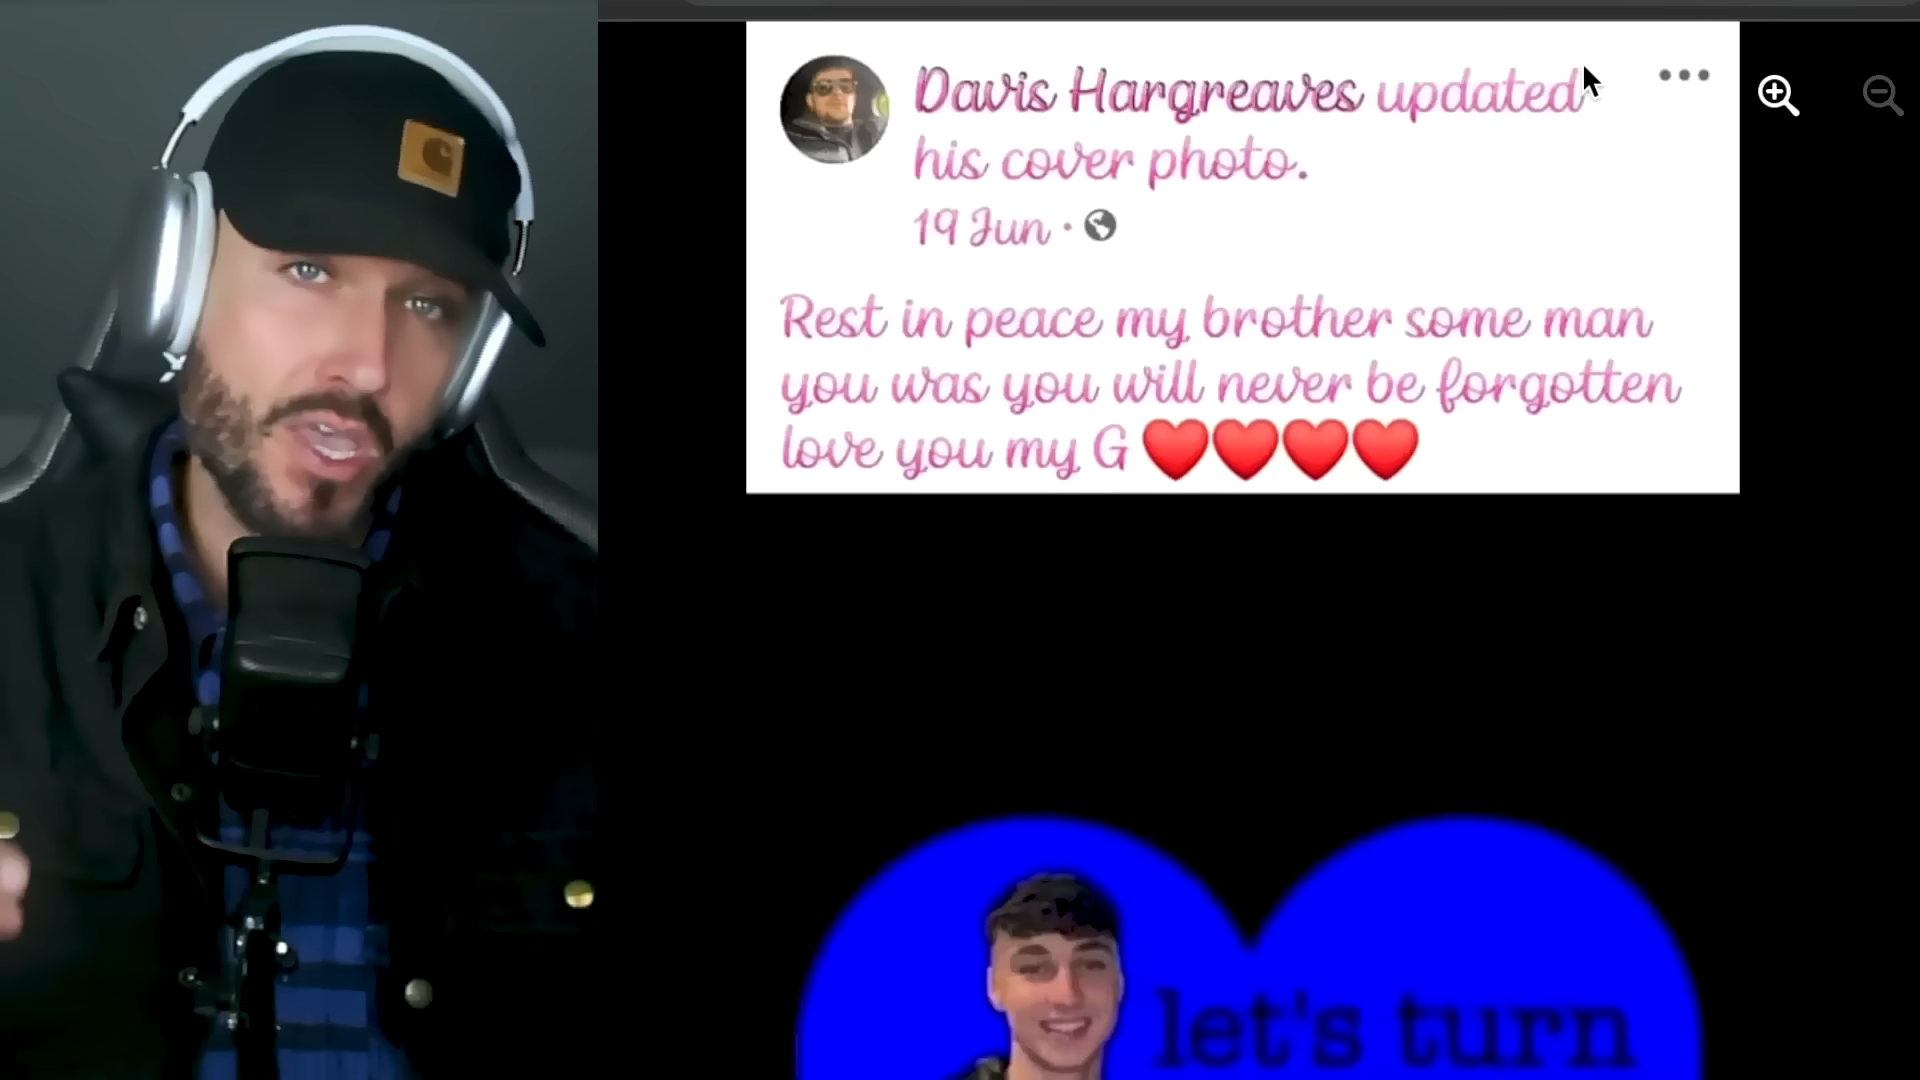 Davis Hargreaves updated
his cover photo.
19 Jun ·
Rest in peace my brother some man
you was you will never be forgotten
love you my G ❤️❤️❤️❤️
let's turn